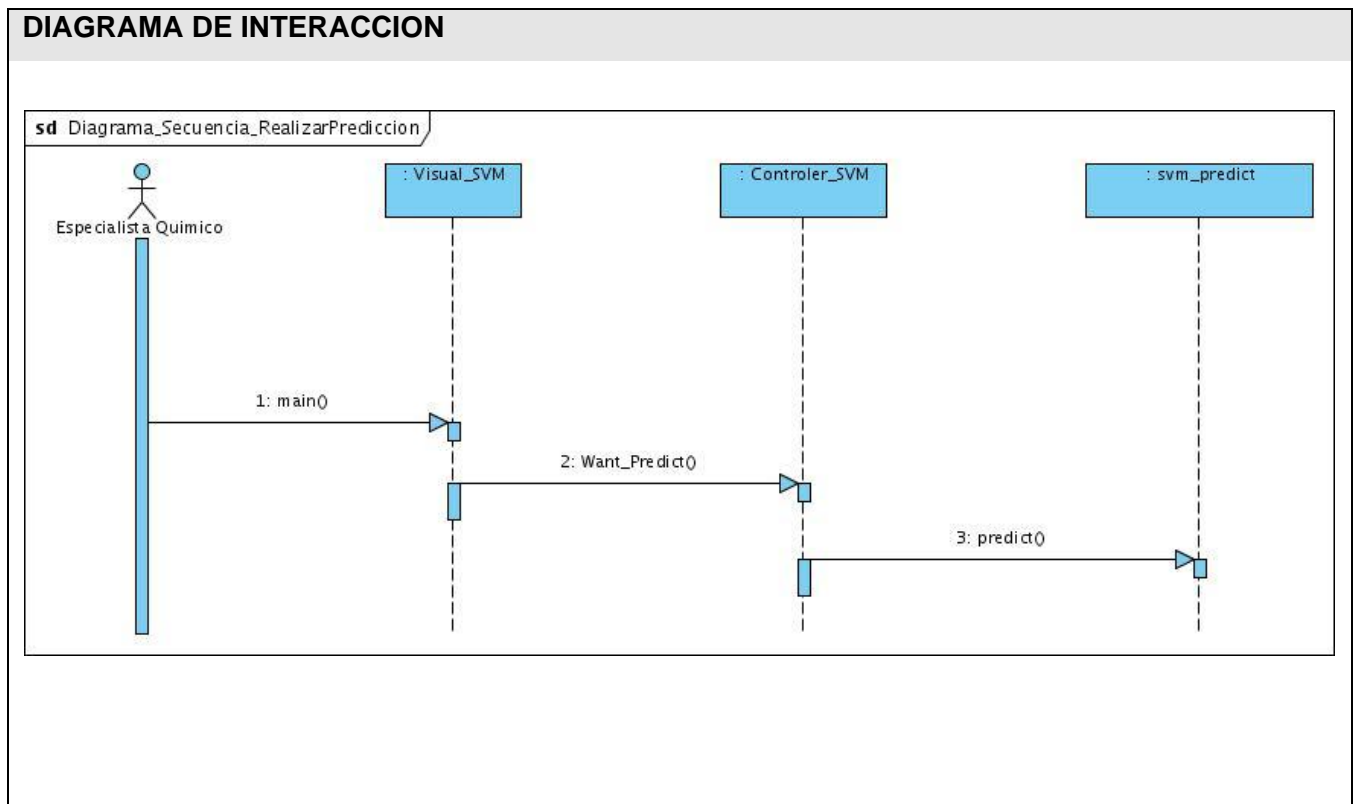 DIAGRAMA DE INTERACCION
sd Diagrama_Secuencia_RealizarPrediccion
: Visual_SVM
: Controler_SVM
: svm_predict
Especialista Quimico
1: main()
2: Want_Predict()
3: predict()